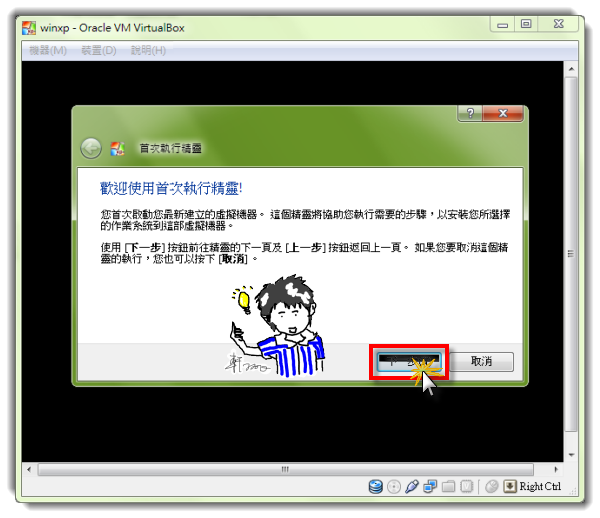 winxp - Oracle VM VirtualBox
機器(M) 裝置(D) 說明(H)
首次執行精靈
歡迎使用首次執行精靈!
您首次啟動您最新建立的虛擬機器。這個精靈將協助您執行需要的步驟，以安裝您所選擇
的作業系統到這部虛擬機器。
使用 [下一步] 按鈕前往精靈的下一頁及 [上一步] 按鈕返回上一頁。如果您要取消這個精
靈的執行，您也可以按下 [取消]。
軒
取消
Right Ctrl